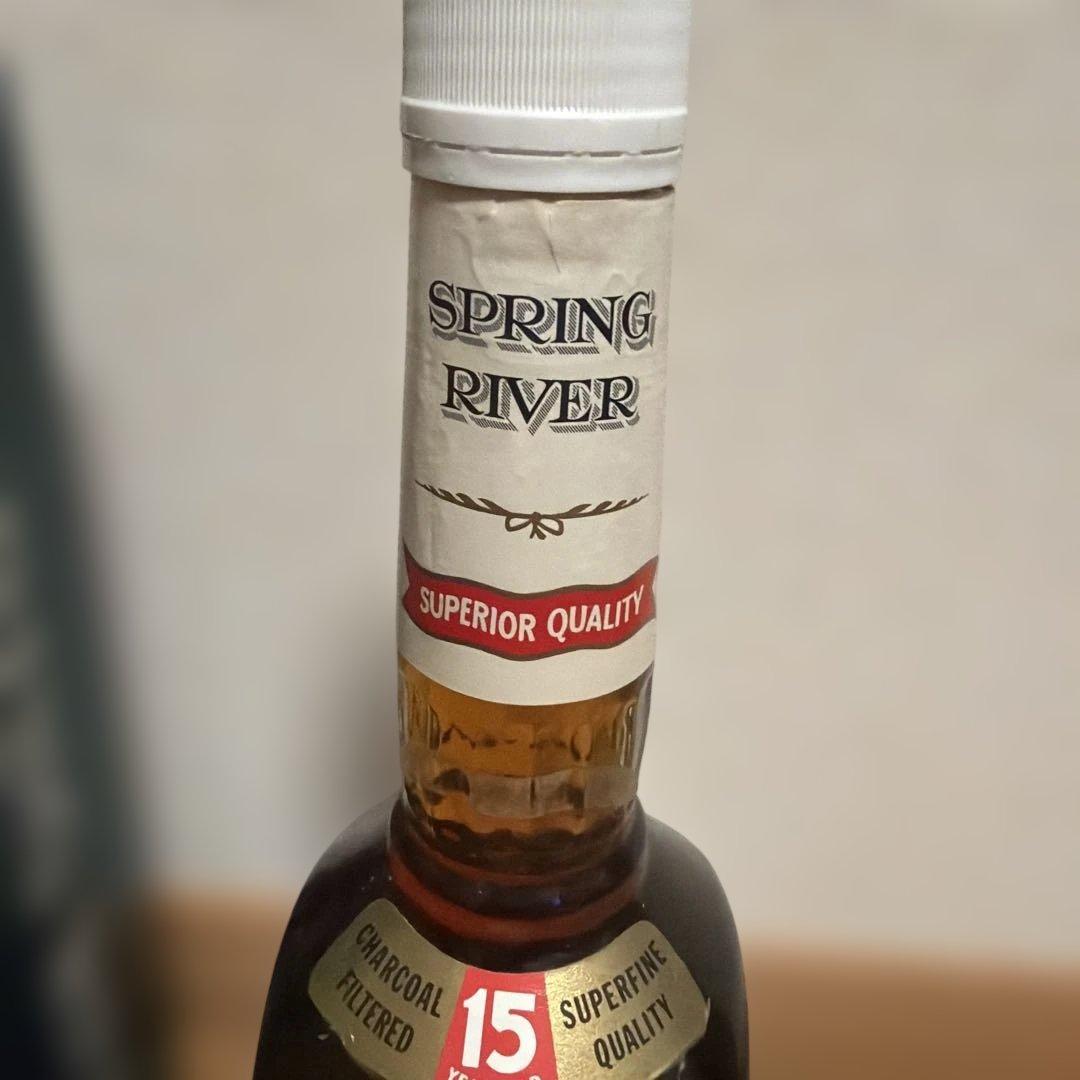 SPRING
RIVER
SUPERIOR QUALITY
CHARCOAL
FILTERED
15
SUPERFINE
QUALITY